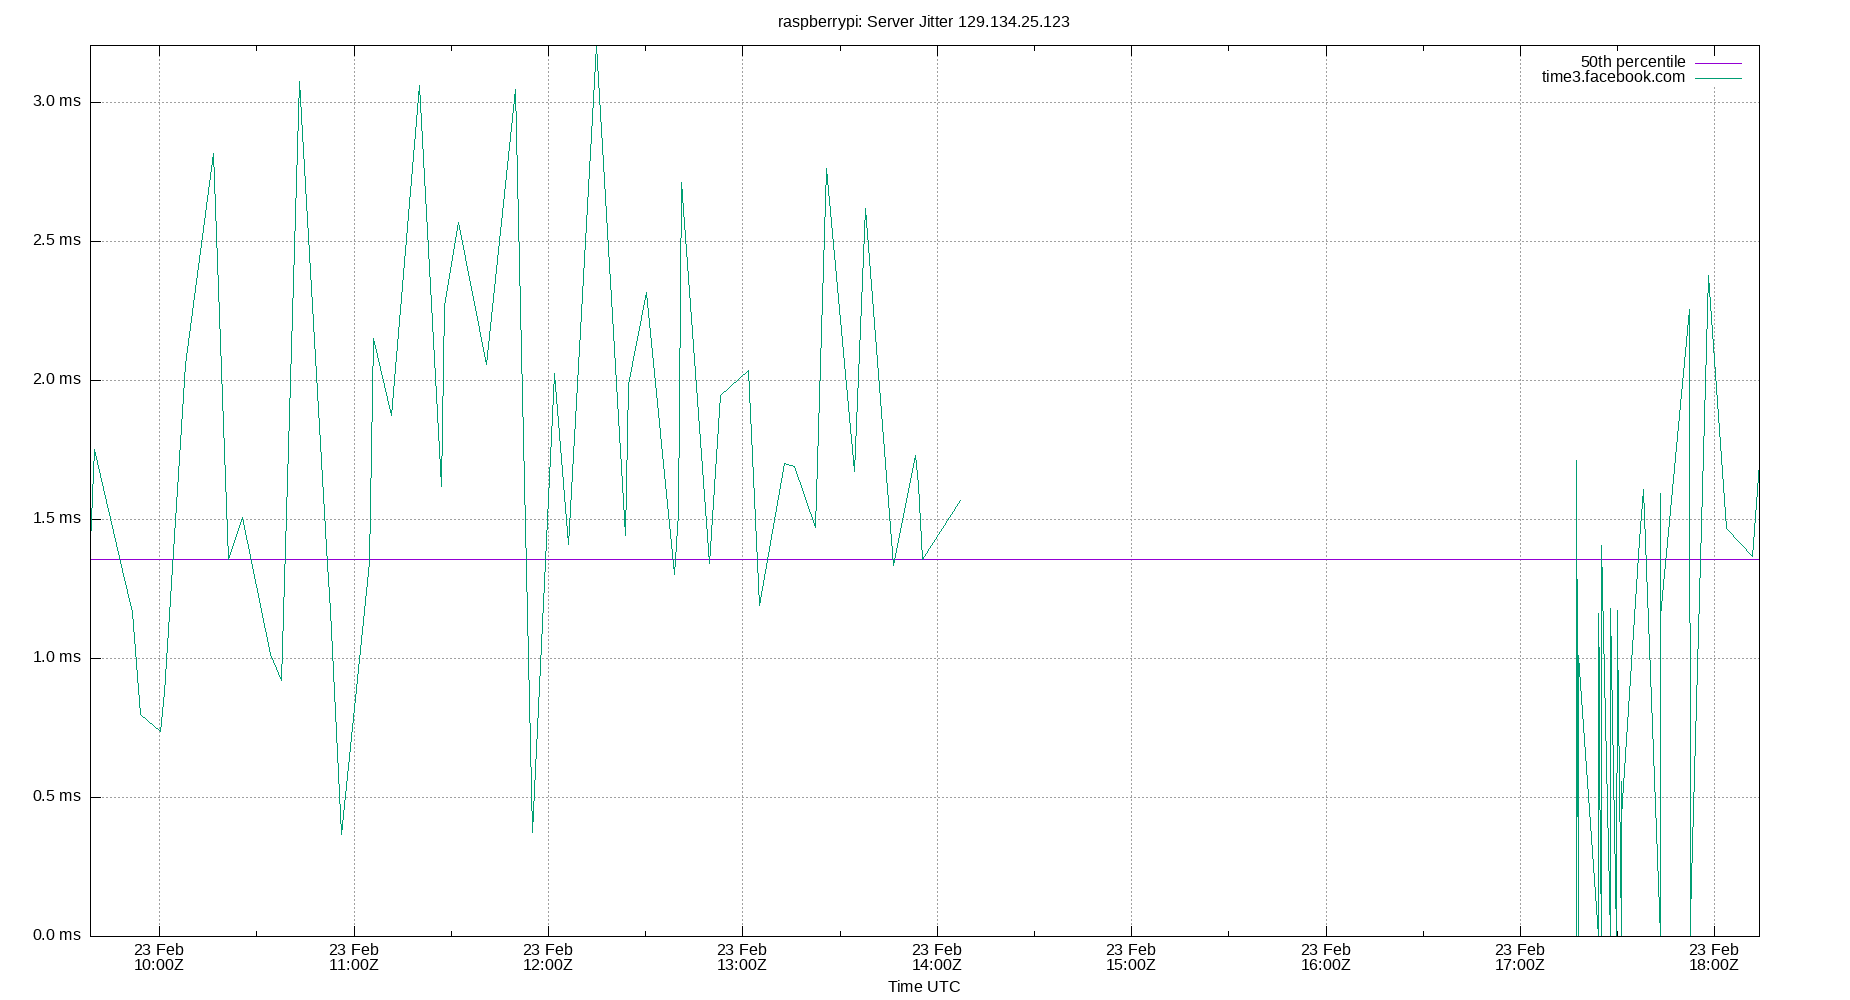 raspberrypi: Server Jitter 129.134.25.123
50th percentile
time3.facebook.com
3.0 ms
2.5 ms
2.0 ms
1.5 ms
1.0 ms
0.5 ms
0.0 ms
23 Feb 23 Feb 23 Feb 23 Feb 23 Feb 23 Feb 23 Feb 23 Feb 23 Feb
10:00Z 11:00Z 12:00Z 13:00Z 14:00Z 15:00Z 16:00Z 17:00Z 18:00Z
Time UTC